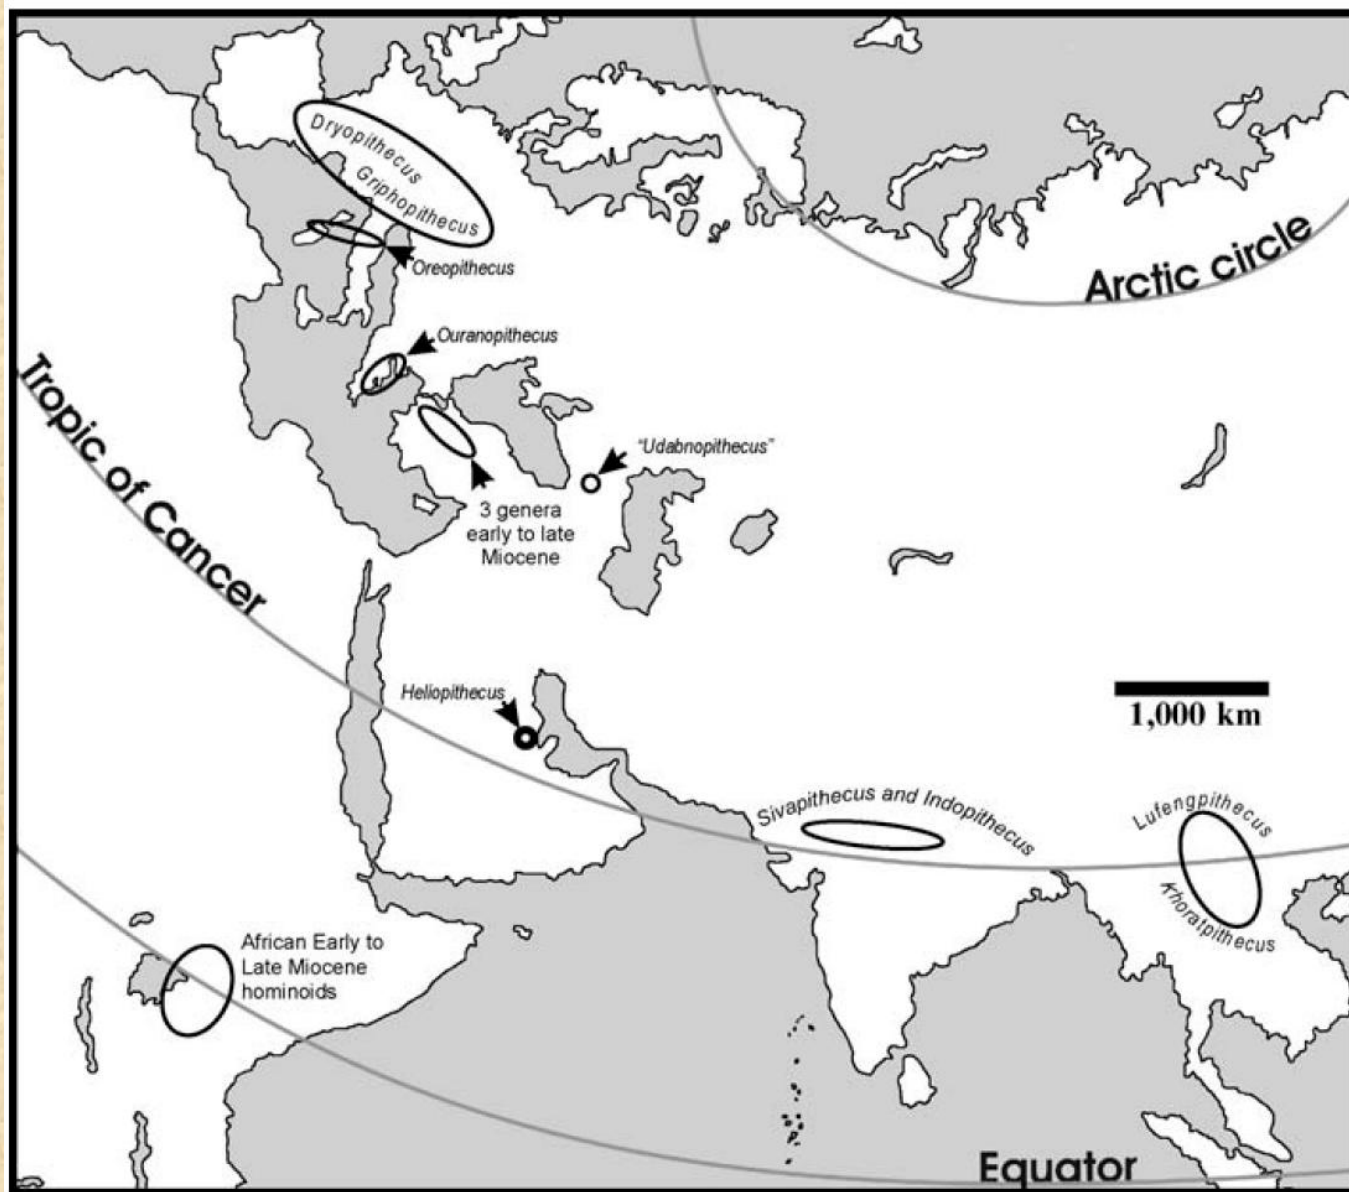 Dryopithecus
Griphopithecus
Oreopithecus
Arctic circle
Ouranopithecus
Tropic of Cancer
"Udabnopithecus"
3 genera
early to late
Miocene
Heliopithecus
1,000 km
Sivapithecus and Indopithecus
Lufengpithecus
Khoratpithecus
African Early to
Late Miocene
hominoids
Equator